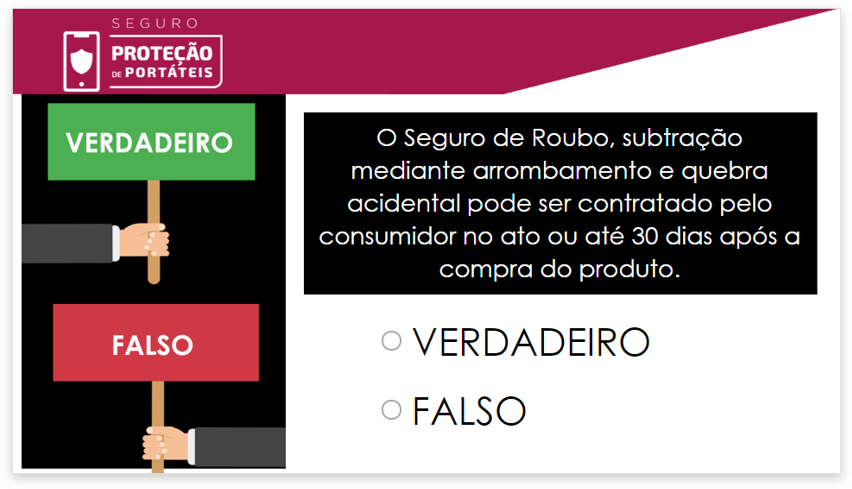 SEGURO
PROTEÇÃO
DE PORTÁTEIS
VERDADEIRO
FALSO
O Seguro de Roubo, subtração
mediante arrombamento e quebra
acidental pode ser contratado pelo
consumidor no ato ou até 30 dias após a
compra do produto.
VERDADEIRO
FALSO